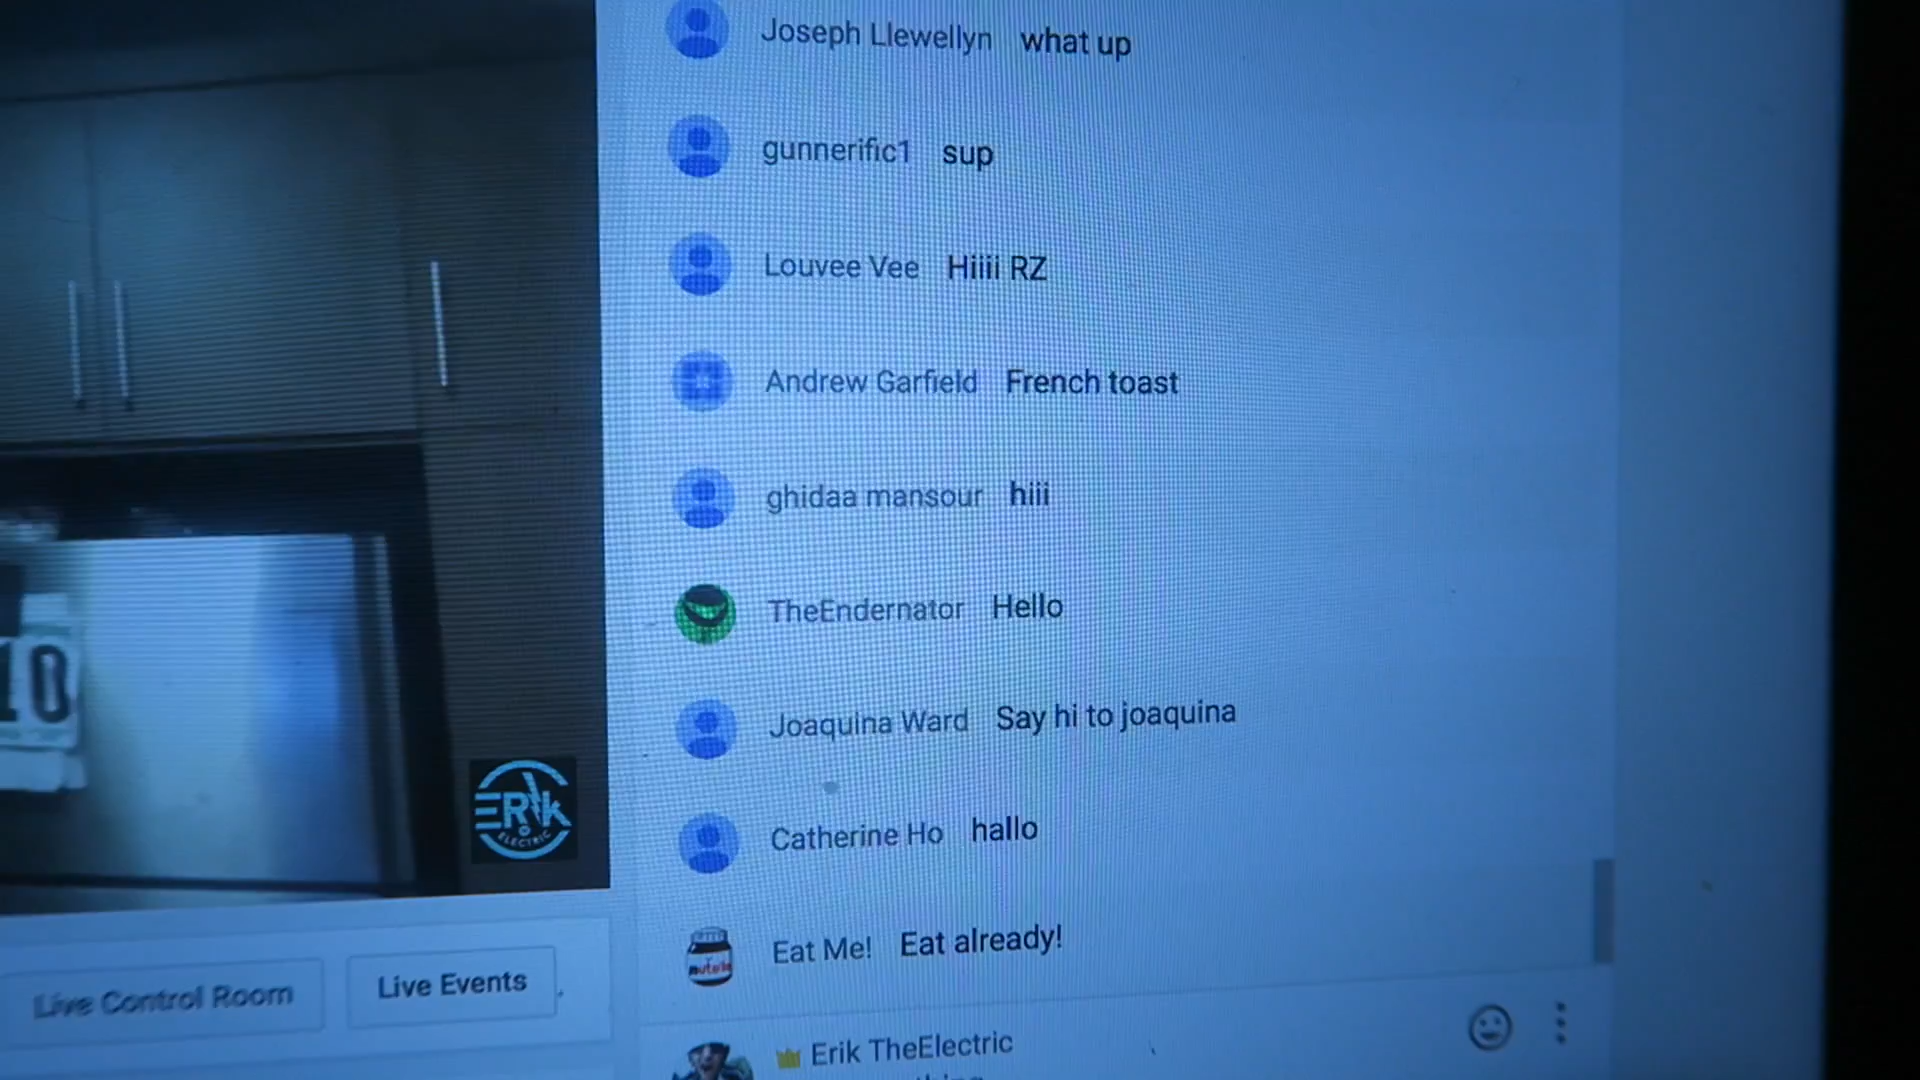 Joseph Llewellyn what up
gunnerific1 sup
Louvee Vee Hiiii RZ
Andrew Garfield French toast
ghidaa mansour hiii
TheEndernator Hello
Joaquina Ward Say hi to joaquina
Catherine Ho hallo
Eat Me! Eat already!
Erik TheElectric
10
ERIK
ELECTRIC
Live Control Room
Live Events
nutella